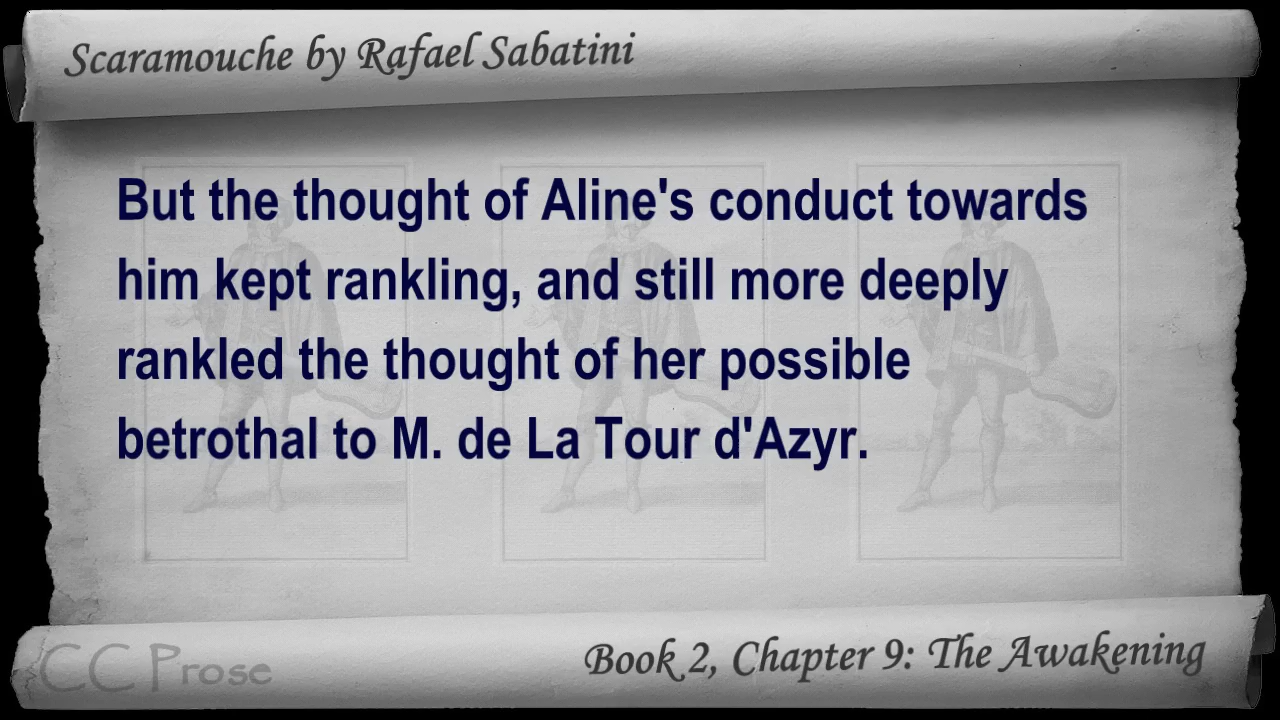 Scaramouche by Rafael Sabatini
But the thought of Aline's conduct towards
him kept rankling, and still more deeply
rankled the thought of her possible
betrothal to M. de La Tour d'Azyr.
CC Prose
Book 2, Chapter 9: The Awakening